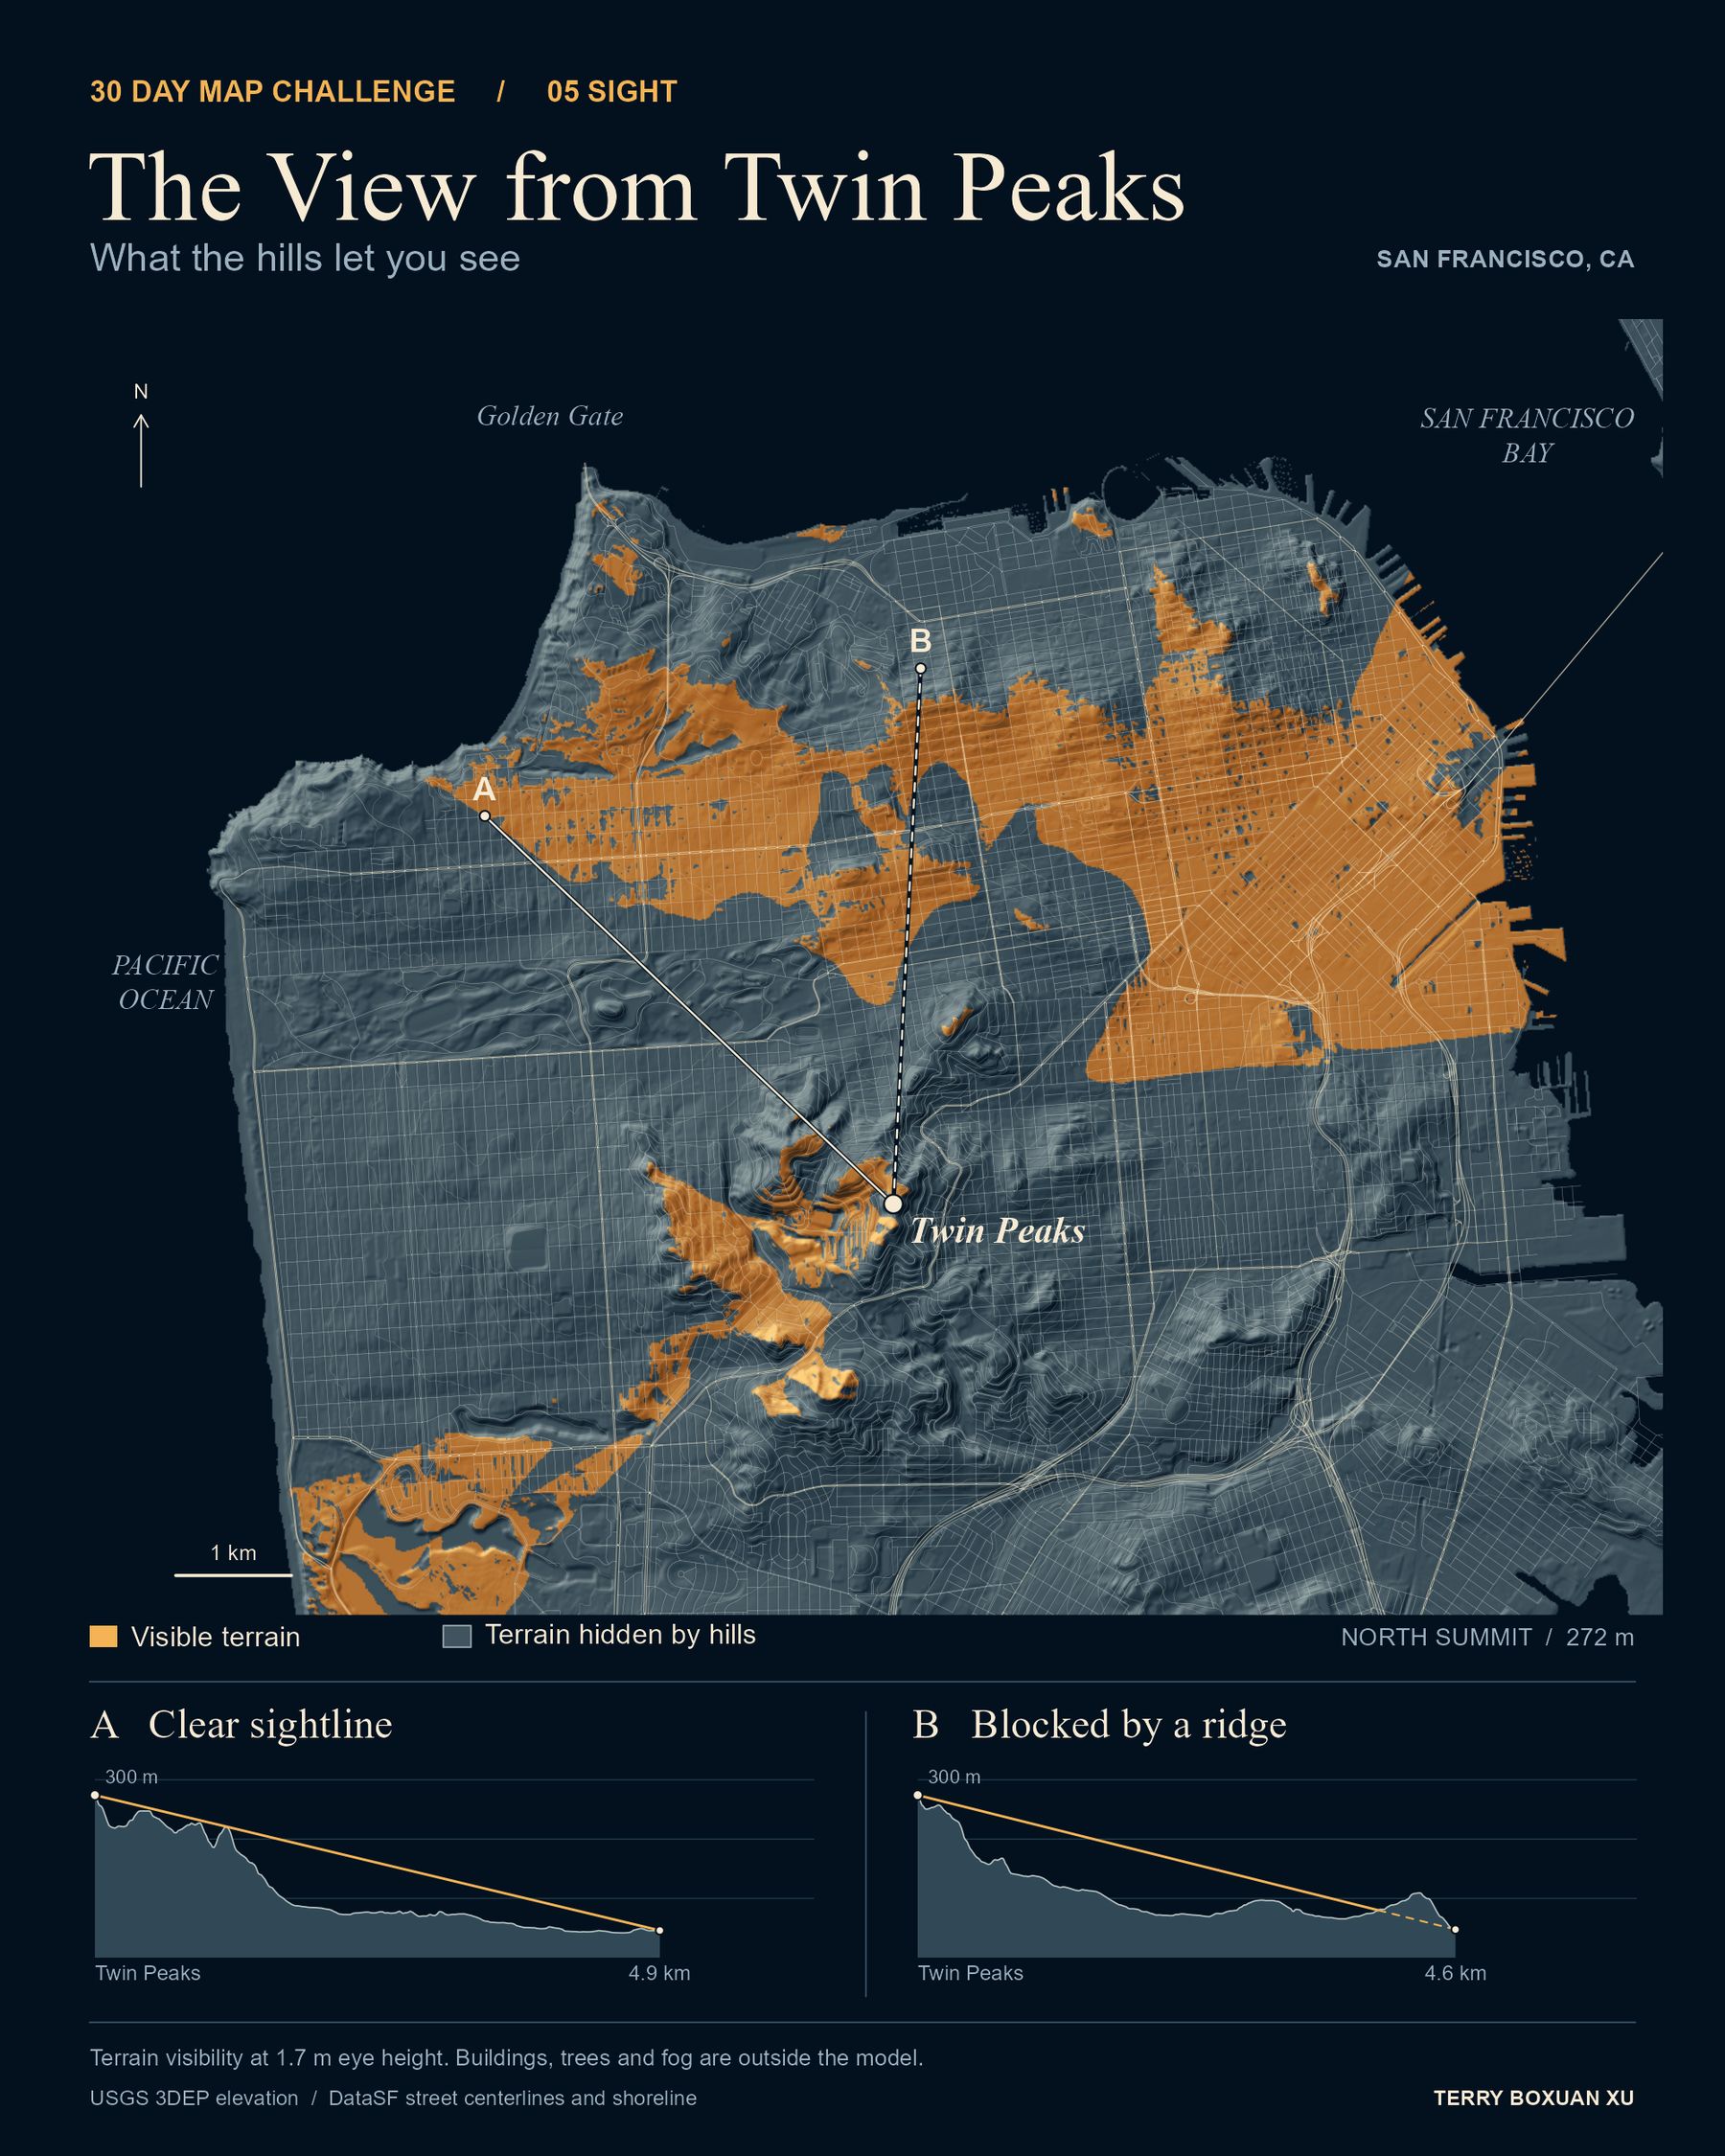 30 DAY MAP CHALLENGE / 05 SIGHT
The View from Twin Peaks
What the hills let you see
SAN FRANCISCO, CA
N
Golden Gate
SAN FRANCISCO
BAY
B
A
PACIFIC
OCEAN
Twin Peaks
1 km
Visible terrain
Terrain hidden by hills
NORTH SUMMIT / 272 m
A Clear sightline
300 m
Twin Peaks
4.9 km
B Blocked by a ridge
300 m
Twin Peaks
4.6 km
Terrain visibility at 1.7 m eye height. Buildings, trees and fog are outside the model.
USGS 3DEP elevation / DataSF street centerlines and shoreline
TERRY BOXUAN XU